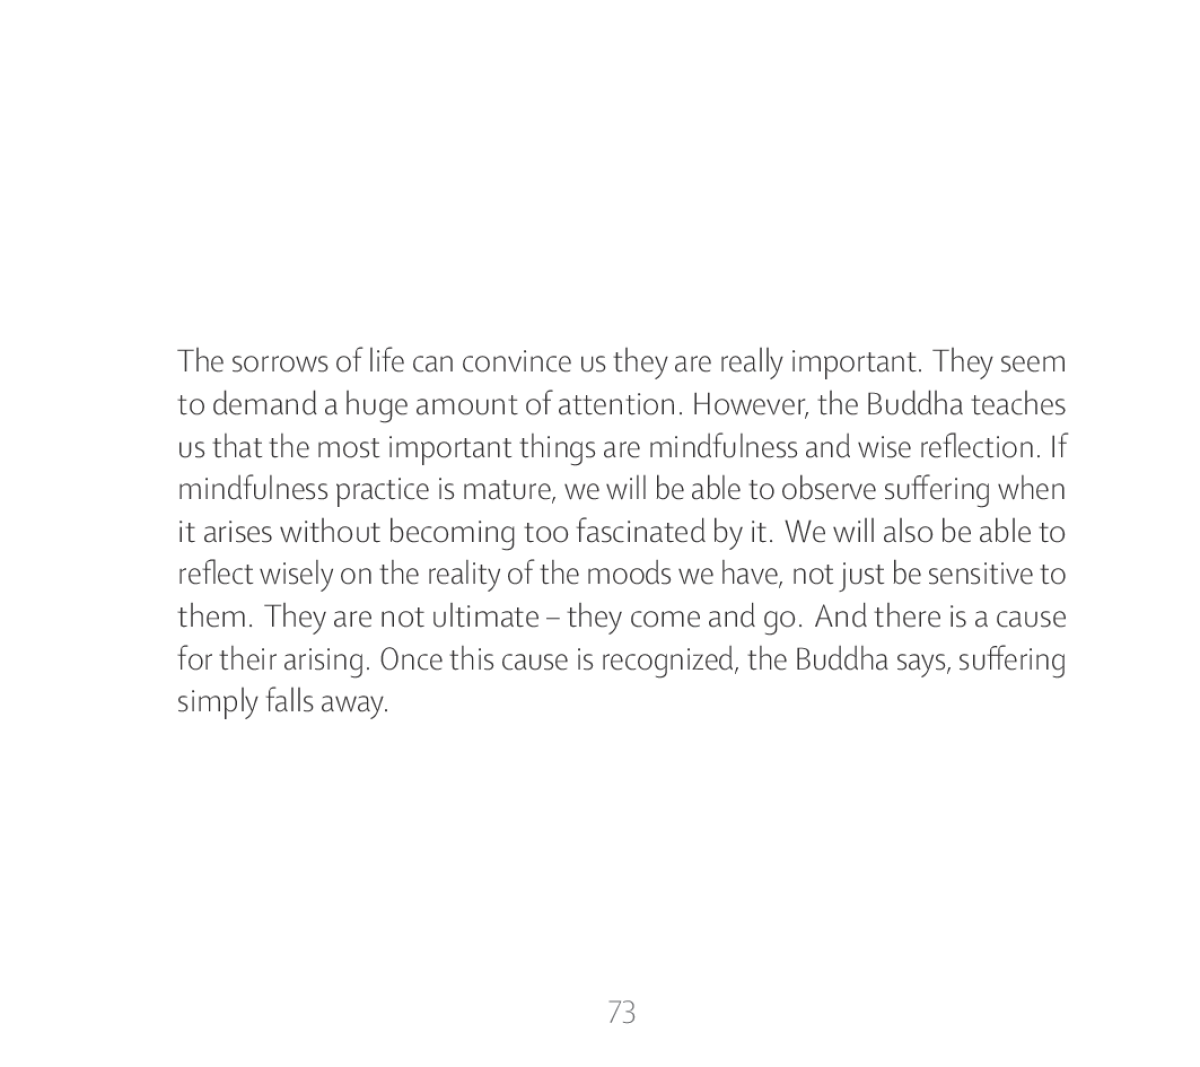 The sorrows of life can convince us they are really important. They seem
to demand a huge amount of attention. However, the Buddha teaches
us that the most important things are mindfulness and wise reflection. If
mindfulness practice is mature, we will be able to observe suffering when
it arises without becoming too fascinated by it. We will also be able to
reflect wisely on the reality of the moods we have, not just be sensitive to
them. They are not ultimate – they come and go. And there is a cause
for their arising. Once this cause is recognized, the Buddha says, suffering
simply falls away.
73